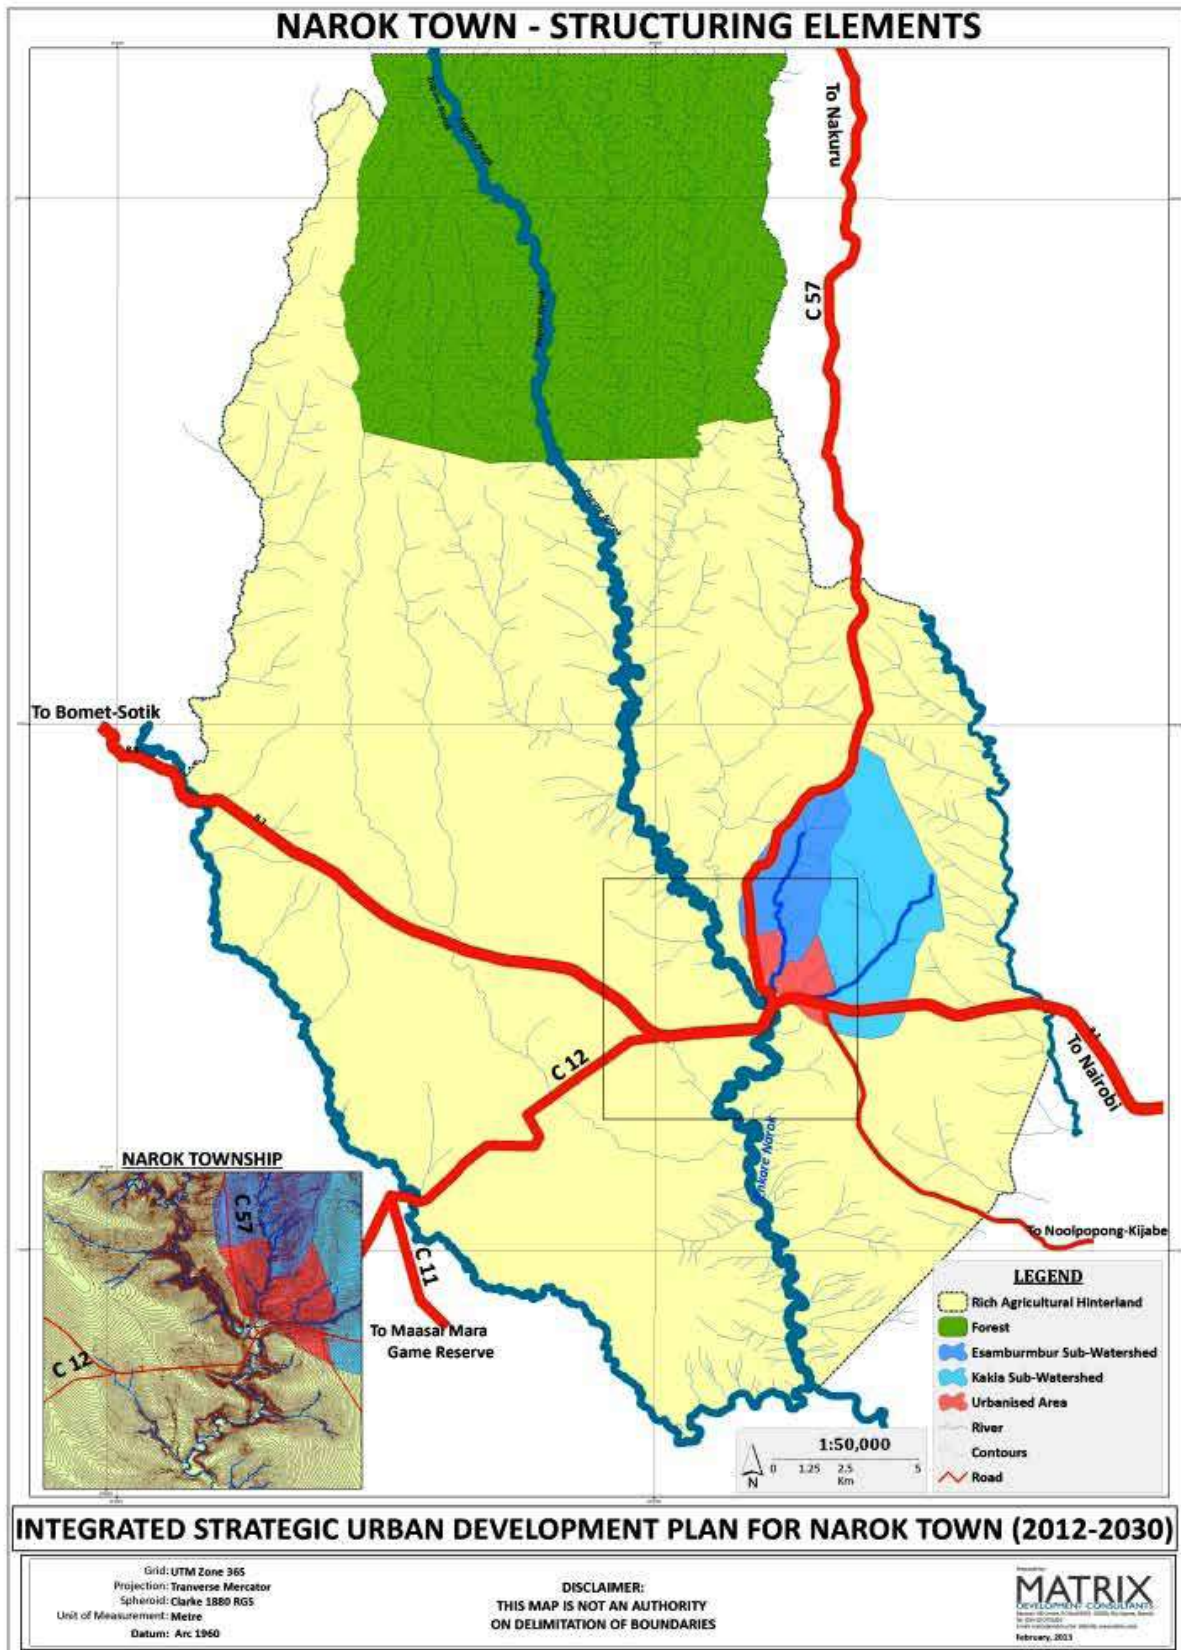 NAROK TOWN - STRUCTURING ELEMENTS
To Nakuru
C 57
To Bomet-Sotik
C 12
To Nairobi
Enkare Narok
NAROK TOWNSHIP
C 57
C 12
C 11
To Maasai Mara
Game Reserve
To Noolpopong-Kijabe
LEGEND
Rich Agricultural Hinterland
Forest
Esamburmbur Sub-Watershed
Kakia Sub-Watershed
Urbanised Area
River
Contours
Road
1:50,000
0 1.25 2.5 5
Km
N
INTEGRATED STRATEGIC URBAN DEVELOPMENT PLAN FOR NAROK TOWN (2012-2030)
Grid: UTM Zone 36S
Projection: Tranverse Mercator
Spheroid: Clarke 1880 RGS
Unit of Measurement: Metre
Datum: Arc 1960
DISCLAIMER:
THIS MAP IS NOT AN AUTHORITY
ON DELIMITATION OF BOUNDARIES
MATRIX
DEVELOPMENT CONSULTANTS
February, 2013